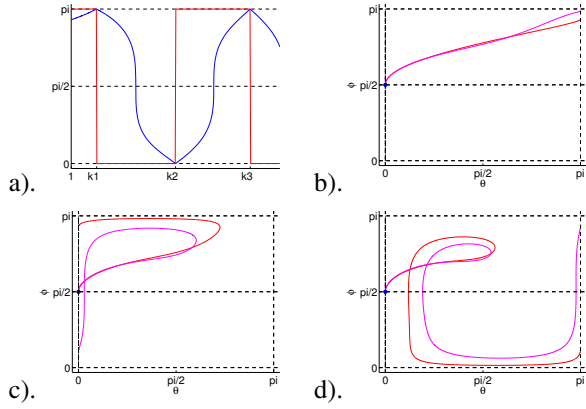 pi
pi/2
0
1 k1 k2 k3
a).
pi
φ pi/2
0 pi/2 pi
θ
b).
pi
φ pi/2
0
0 pi/2 pi
θ
c).
pi
φ pi/2
0
0 pi/2 pi
θ
d).